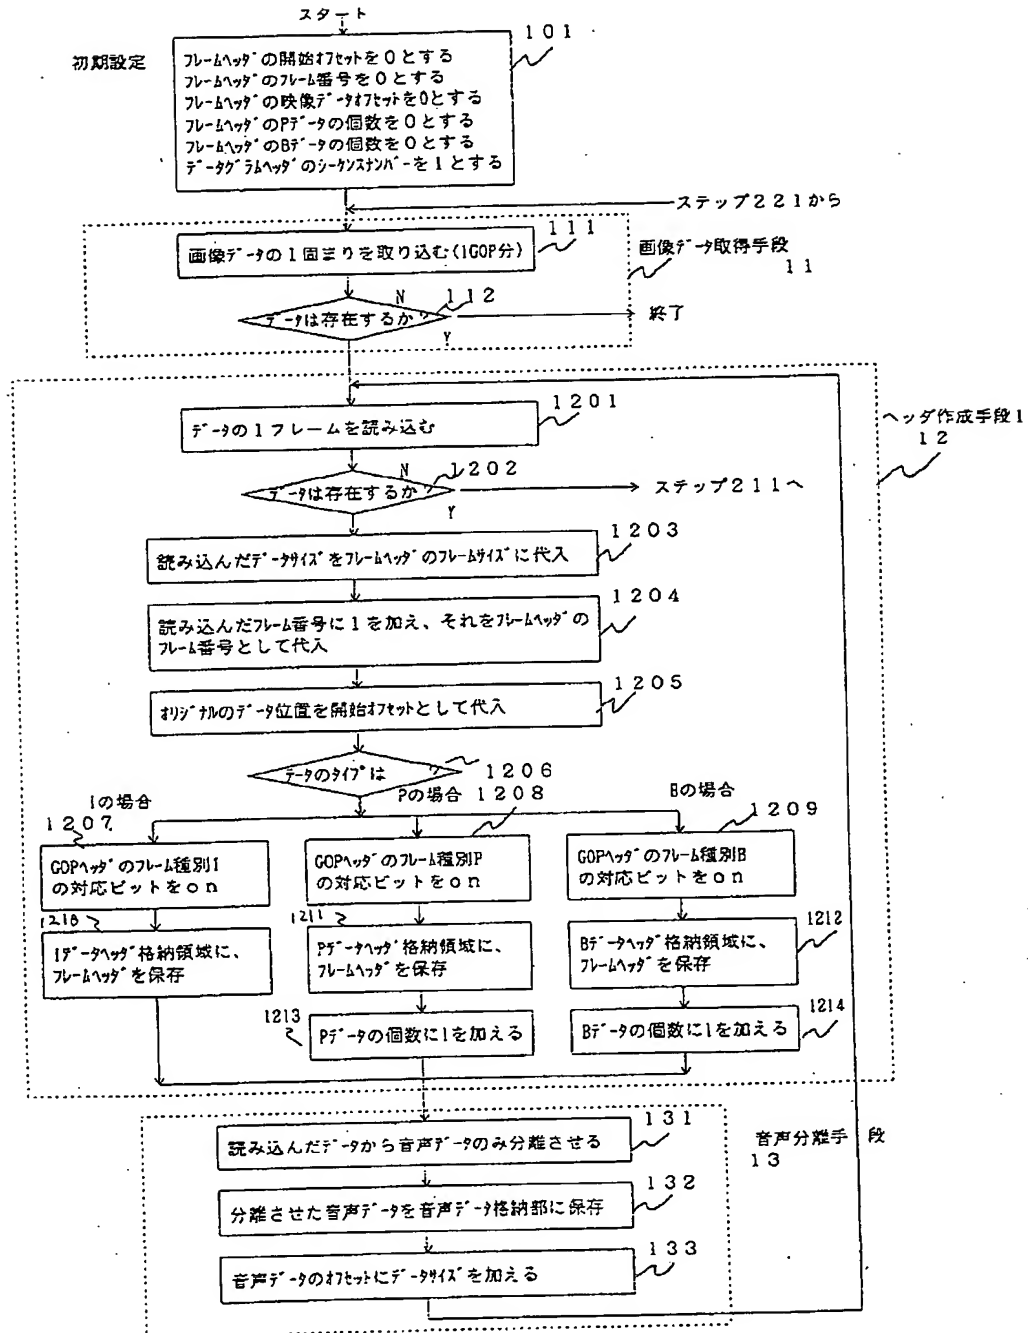 スタート
101
初期設定
フレームヘッダの開始オフセットを0とする
フレームヘッダのフレーム番号を0とする
フレームヘッダの映像データオフセットを0とする
フレームヘッダのPデータの個数を0とする
フレームヘッダのBデータの個数を0とする
データグラムヘッダのシーケンスナンバーを1とする
ステップ221から
111
画像データの1固まりを取り込む(1GOP分)
画像データ取得手段
11
N
112
データは存在するか?
終了
Y
1201
データの1フレームを読み込む
ヘッダ作成手段1
12
N
1202
データは存在するか?
ステップ211へ
Y
1203
読み込んだデータサイズをフレームヘッダのフレームサイズに代入
1204
読み込んだフレーム番号に1を加え、それをフレームヘッダの
フレーム番号として代入
1205
オリジナルのデータ位置を開始オフセットとして代入
データのタイプは?
1206
Iの場合
Pの場合
Bの場合
1207
1208
1209
GOPヘッダのフレーム種別I
の対応ビットをon
GOPヘッダのフレーム種別P
の対応ビットをon
GOPヘッダのフレーム種別B
の対応ビットをon
1210
1211
1212
Iデータヘッダ格納領域に、
フレームヘッダを保存
Pデータヘッダ格納領域に、
フレームヘッダを保存
Bデータヘッダ格納領域に、
フレームヘッダを保存
1213
Pデータの個数に1を加える
1214
Bデータの個数に1を加える
131
読み込んだデータから音声データのみ分離させる
音声分離手段
13
132
分離させた音声データを音声データ格納部に保存
133
音声データのオフセットにデータサイズを加える